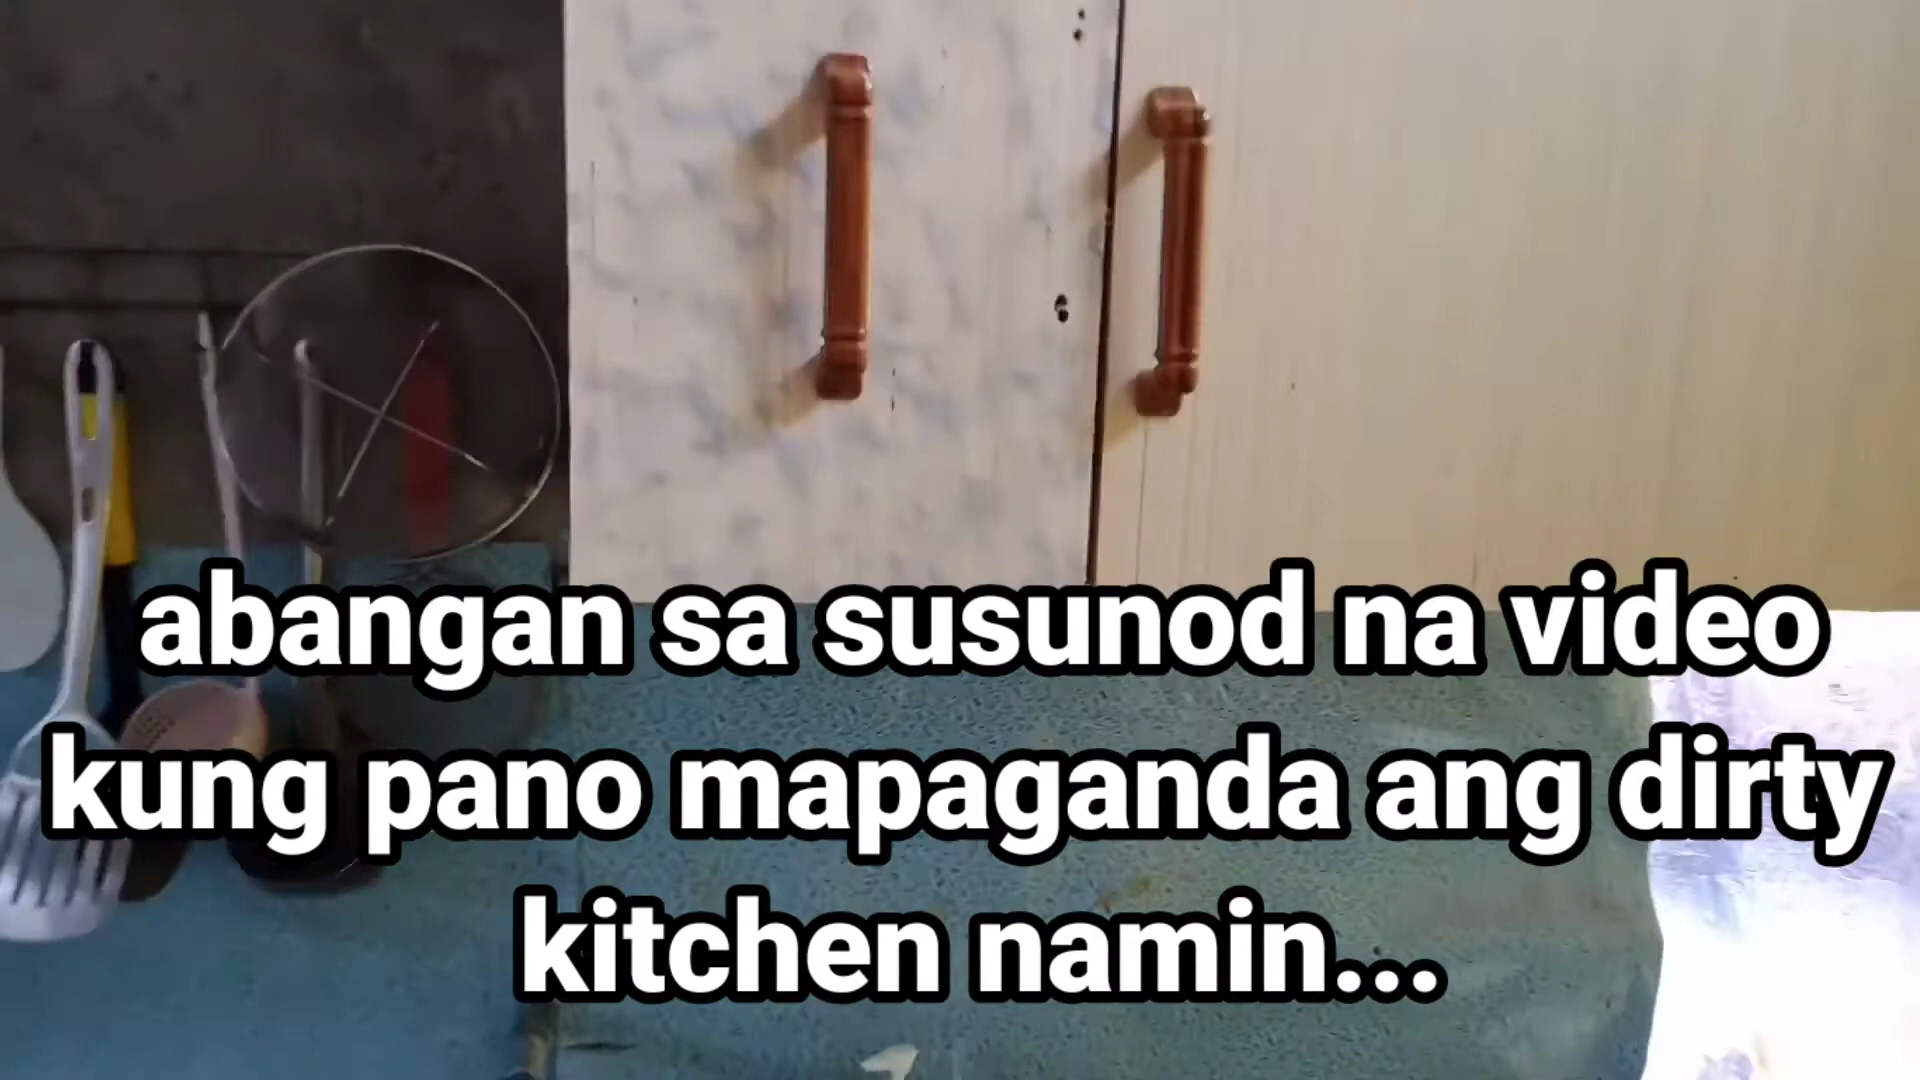 abangan sa susunod na video
kung pano mapaganda ang dirty
kitchen namin...